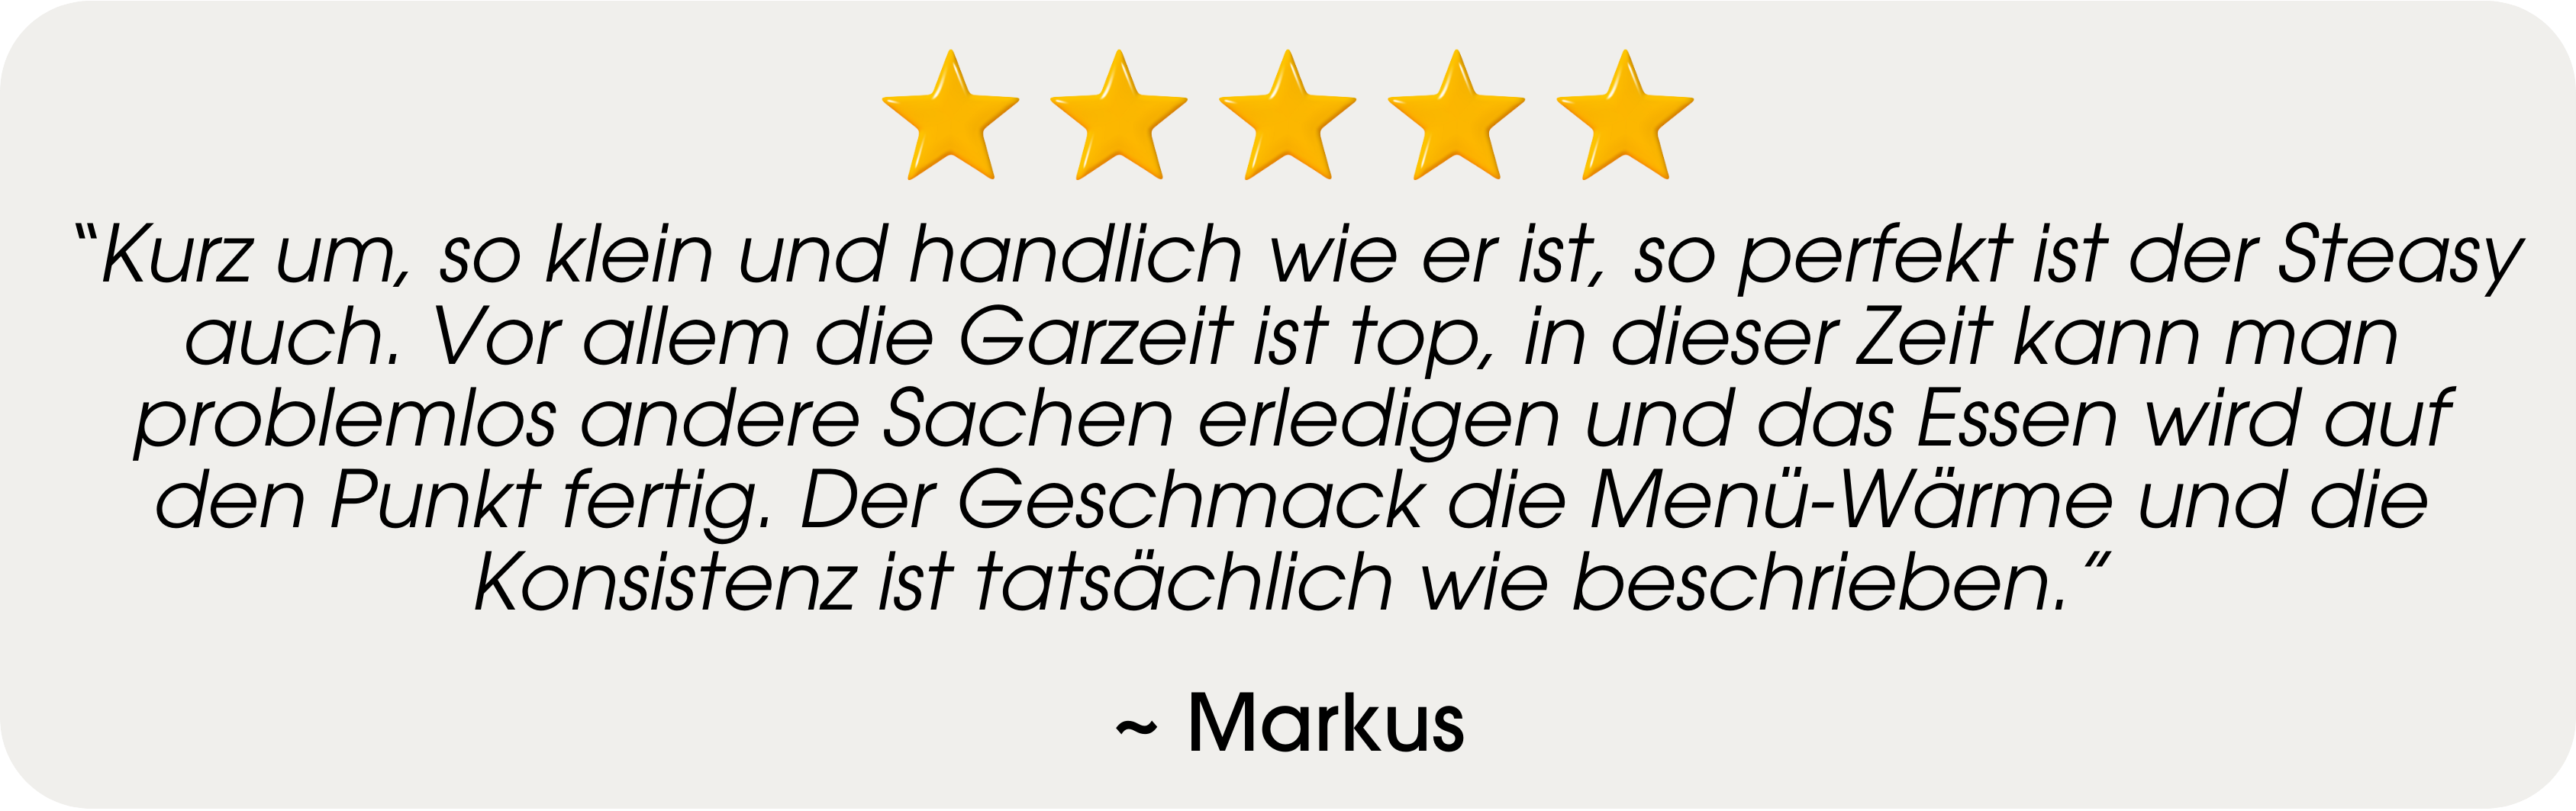 “Kurz um, so klein und handlich wie er ist, so perfekt ist der Steasy
auch. Vor allem die Garzeit ist top, in dieser Zeit kann man
problemlos andere Sachen erledigen und das Essen wird auf
den Punkt fertig. Der Geschmack die Menü-Wärme und die
Konsistenz ist tatsächlich wie beschrieben.”
~ Markus